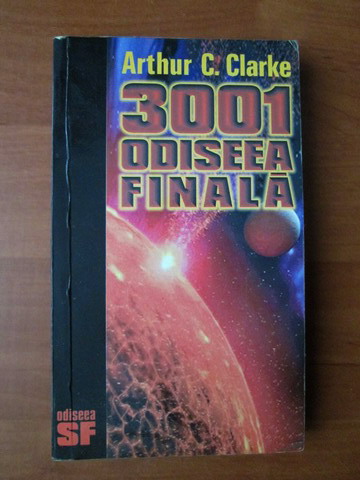 Arthur C. Clarke
3001
ODISEEA
FINALĂ
odiseea
SF